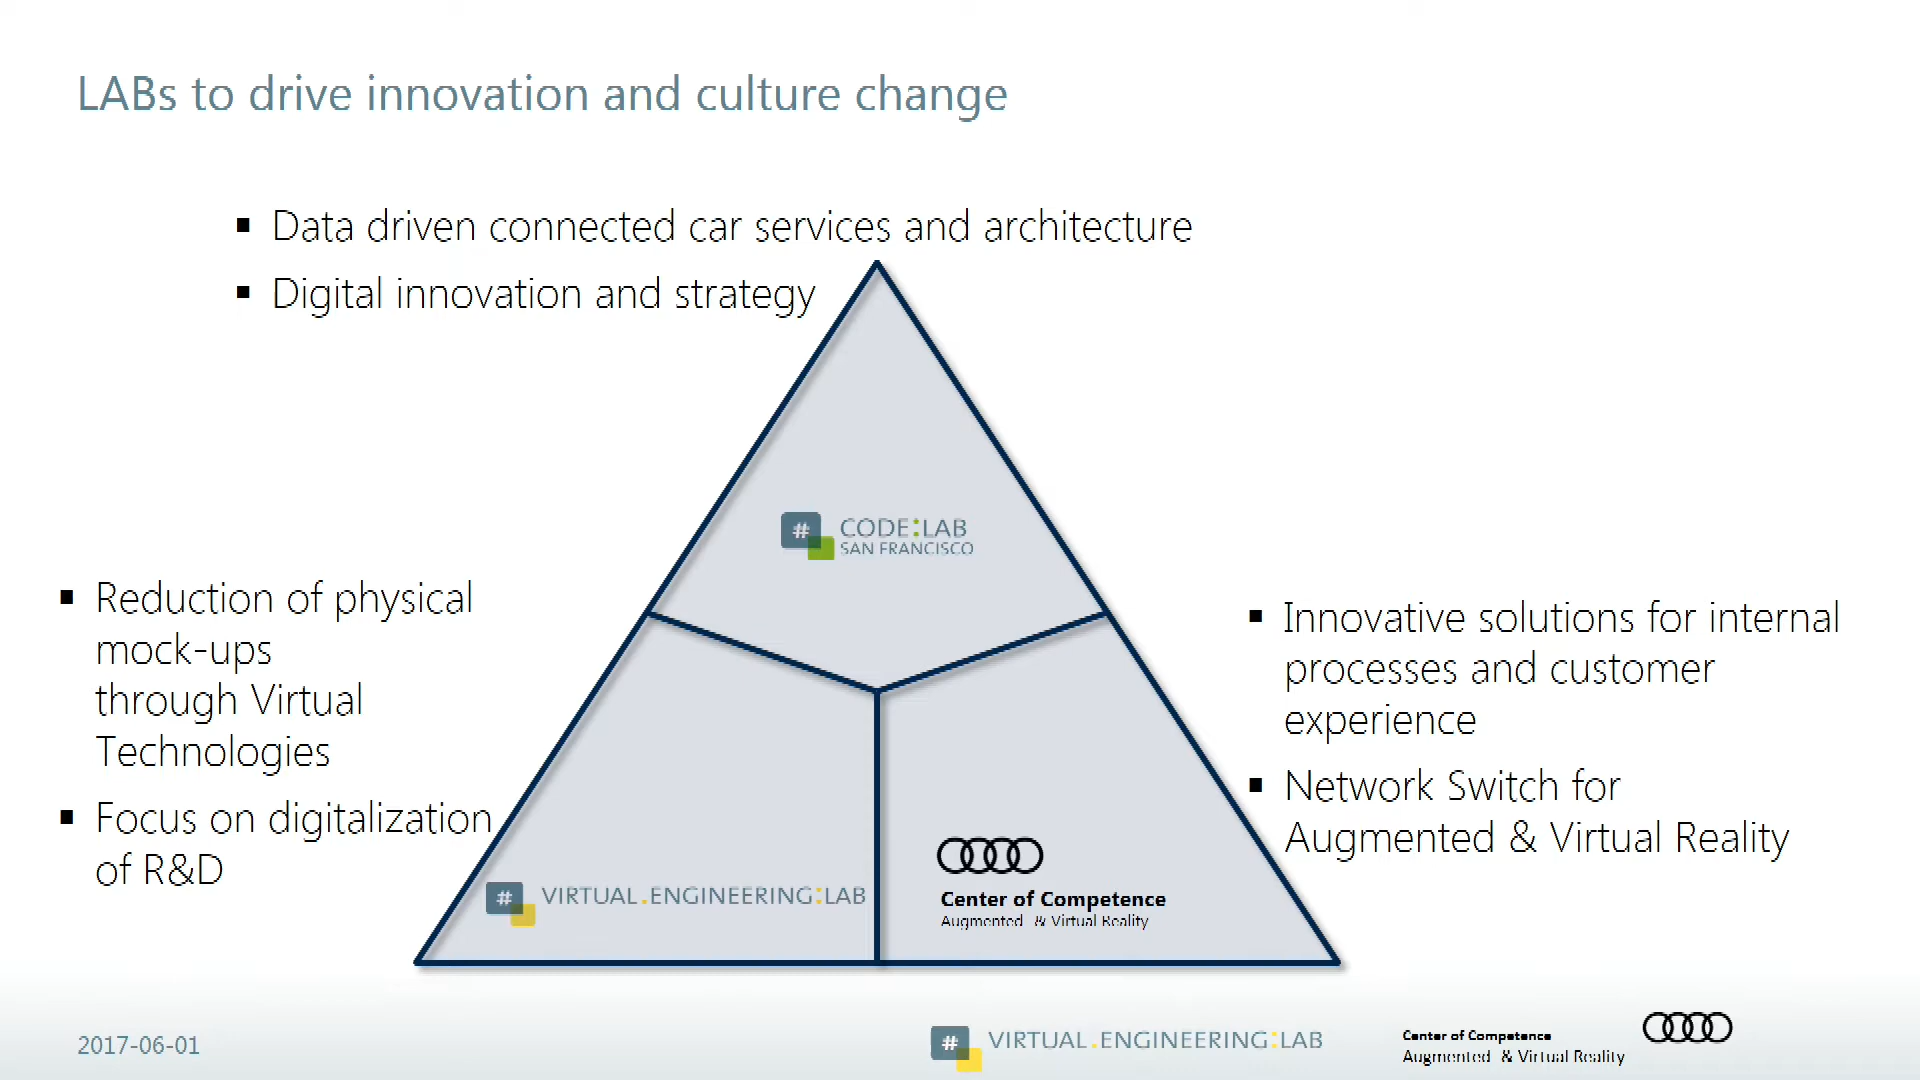 LABs to drive innovation and culture change
▪ Data driven connected car services and architecture
▪ Digital innovation and strategy
# CODE:LAB
SAN FRANCISCO
▪ Reduction of physical
mock-ups
through Virtual
Technologies
▪ Focus on digitalization
of R&D
▪ Innovative solutions for internal
processes and customer
experience
▪ Network Switch for
Augmented & Virtual Reality
# VIRTUAL.ENGINEERING:LAB
Center of Competence
Augmented & Virtual Reality
2017-06-01
# VIRTUAL.ENGINEERING:LAB
Center of Competence
Augmented & Virtual Reality